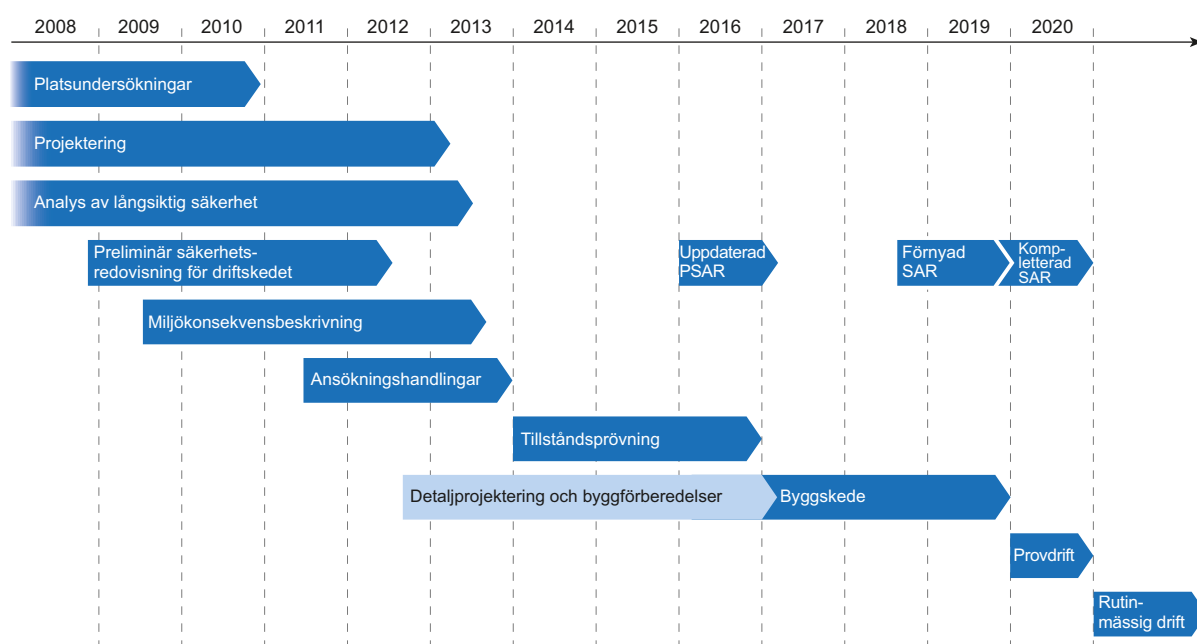 2008 2009 2010 2011 2012 2013 2014 2015 2016 2017 2018 2019 2020
Platsundersökningar
Projektering
Analys av långsiktig säkerhet
Preliminär säkerhets-
redovisning för driftskedet
Uppdaterad
PSAR
Förnyad
SAR
Komp-
letterad
SAR
Miljökonsekvensbeskrivning
Ansökningshandlingar
Tillståndsprövning
Detaljprojektering och byggförberedelser
Byggskede
Provdrift
Rutin-
mässig drift